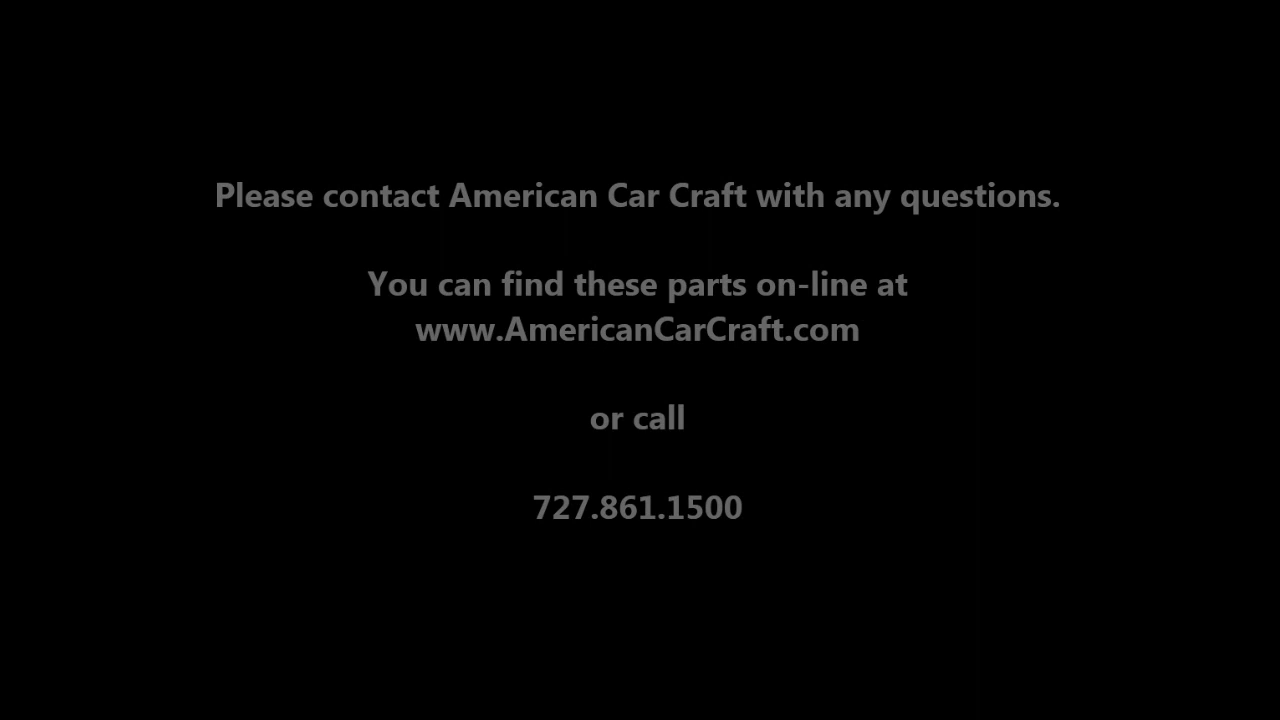 Please contact American Car Craft with any questions.
You can find these parts on-line at
www.AmericanCarCraft.com
or call
727.861.1500